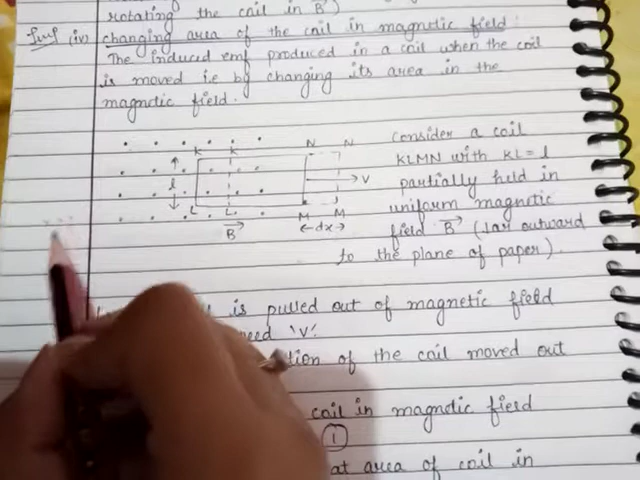 rotating the coil in B)
Imp (iv) changing area of the coil in magnetic field:
The induced emf produced in a coil when the coil
is moved i.e by changing its area in the
magnetic field.
K K N N
l
V
L L M M
B
dx
Consider a coil
KLMN with KL = l
partially held in
uniform magnetic
field B (⊥ar outward
to the plane of paper).
is pulled out of magnetic field
'V'.
of the coil moved out
coil in magnetic field
1
at area of coil in